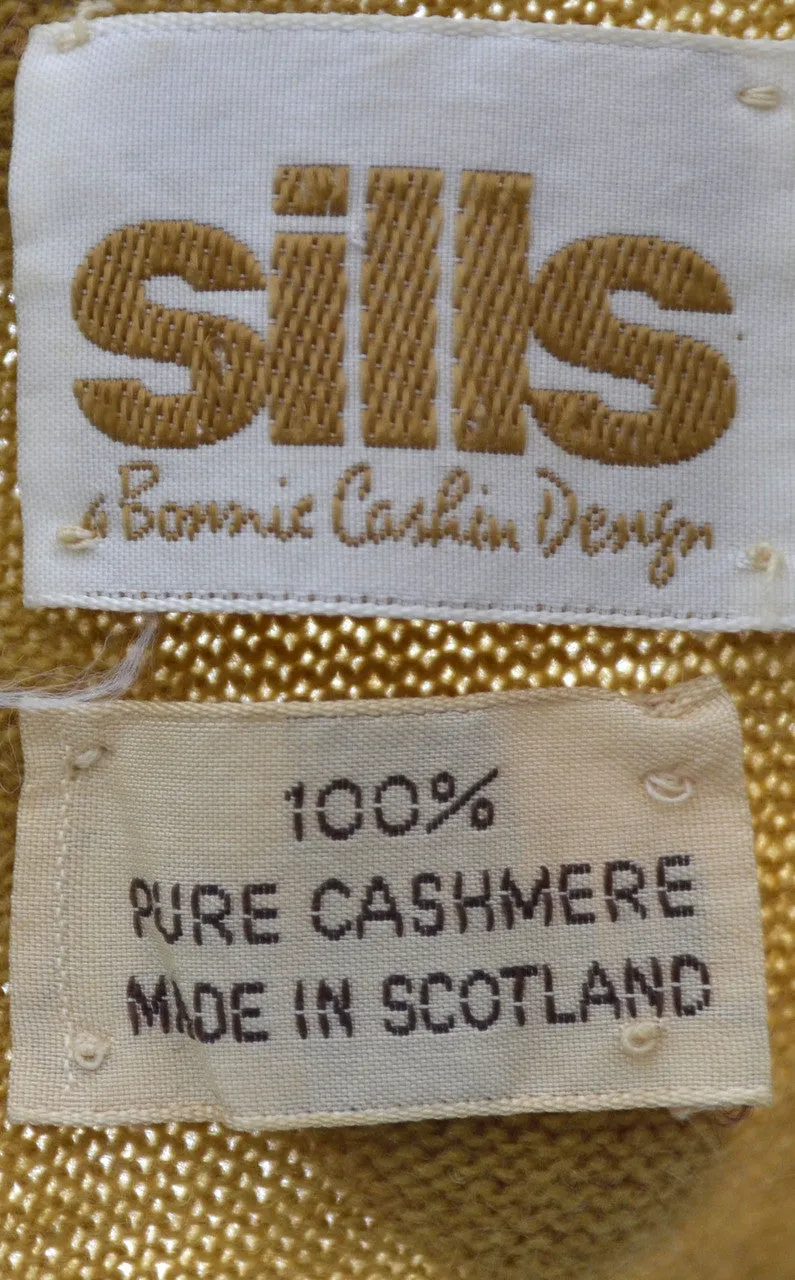 sills
a Bonnie Cashin Design
100%
PURE CASHMERE
MADE IN SCOTLAND